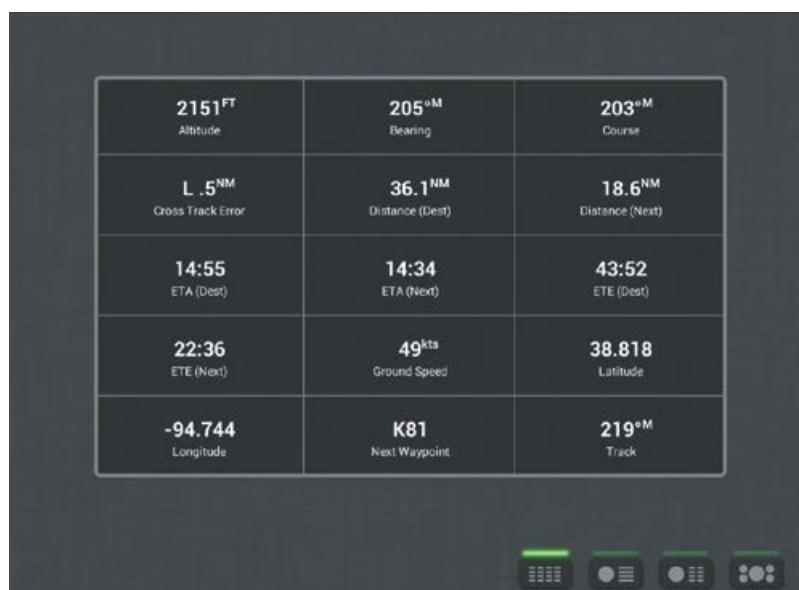 2151FT 205°M 203°M
Altitude Bearing Course
L .5NM 36.1NM 18.6NM
Cross Track Error Distance (Dest) Distance (Next)
14:55 14:34 43:52
ETA (Dest) ETA (Next) ETE (Dest)
22:36 49kts 38.818
ETE (Next) Ground Speed Latitude
-94.744 K81 219°M
Longitude Next Waypoint Track